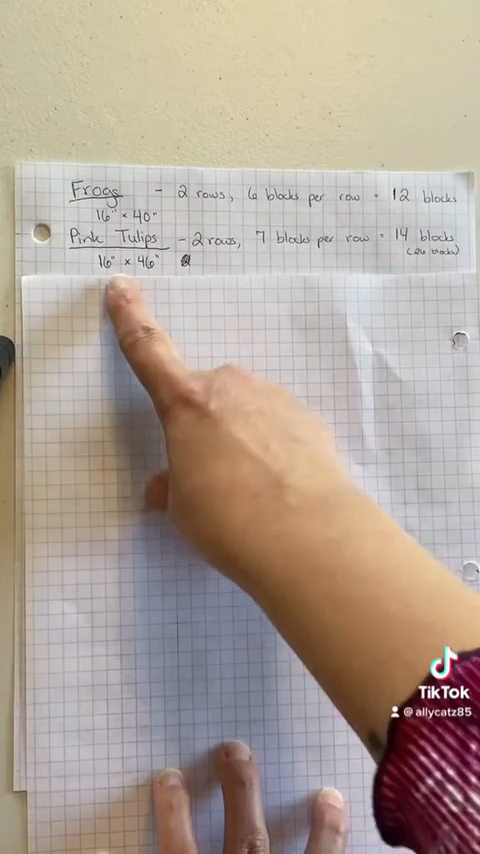 Frogs - 2 rows, 6 blocks per row = 12 blocks
16" × 40"
Pink Tulips - 2 rows, 7 blocks per row = 14 blocks
16" × 46"
TikTok
@allycatz85